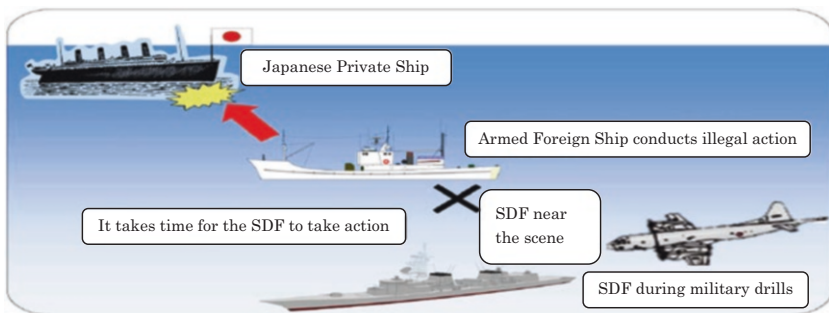 Japanese Private Ship
Armed Foreign Ship conducts illegal action
It takes time for the SDF to take action
SDF near
the scene
SDF during military drills